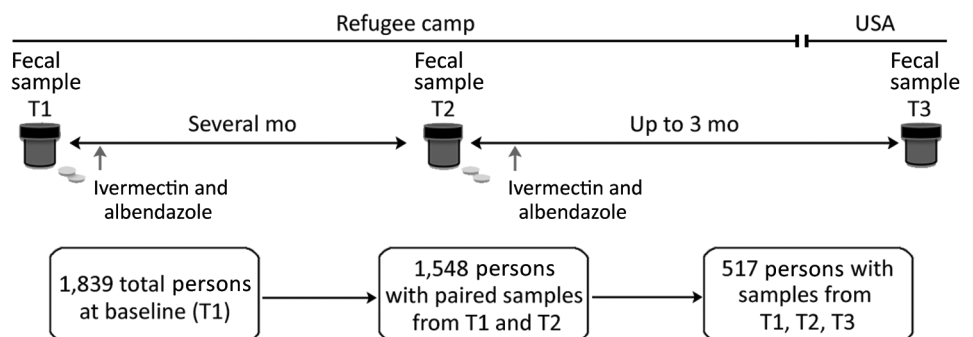 Refugee camp
USA
Fecal
sample
T1
Fecal
sample
T2
Fecal
sample
T3
Several mo
Up to 3 mo
Ivermectin and
albendazole
Ivermectin and
albendazole
1,839 total persons
at baseline (T1)
1,548 persons
with paired samples
from T1 and T2
517 persons with
samples from
T1, T2, T3